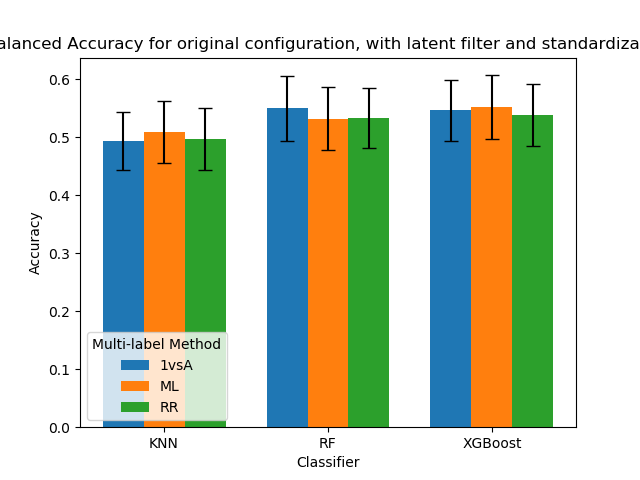 alanced Accuracy for original configuration, with latent filter and standardiza
0.6
0.5
0.4
0.3
0.2
0.1
0.0
Accuracy
Multi-label Method
1vsA
ML
RR
KNN RF XGBoost
Classifier